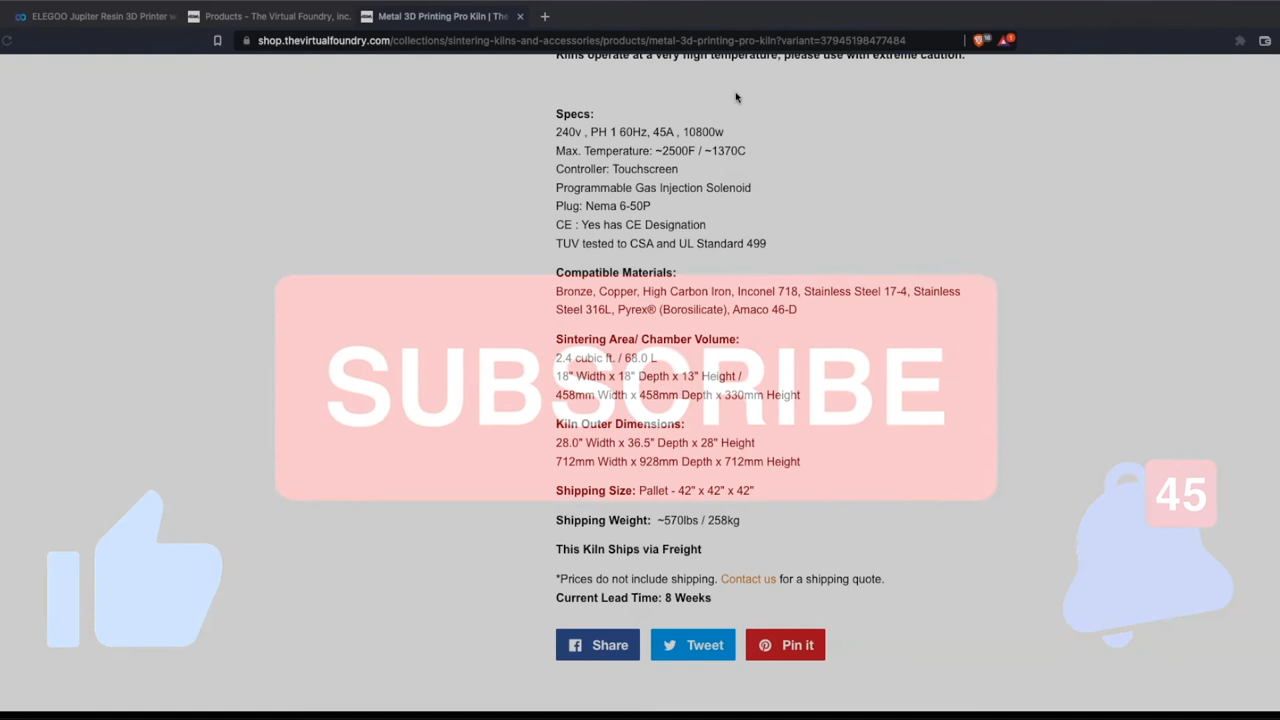 ELEGOO Jupiter Resin 3D Printer w
Products - The Virtual Foundry, inc.
Metal 3D Printing Pro Kiln | The
shop.thevirtualfoundry.com/collections/sintering-kilns-and-accessories/products/metal-3d-printing-pro-kiln?variant=37945198477484
Kilns operate at a very high temperature, please use with extreme caution.
Specs:
240v , PH 1 60Hz, 45A , 10800w
Max. Temperature: ~2500F / ~1370C
Controller: Touchscreen
Programmable Gas Injection Solenoid
Plug: Nema 6-50P
CE : Yes has CE Designation
TUV tested to CSA and UL Standard 499
Compatible Materials:
Bronze, Copper, High Carbon Iron, Inconel 718, Stainless Steel 17-4, Stainless
Steel 316L, Pyrex® (Borosilicate), Amaco 46-D
Sintering Area/ Chamber Volume:
2.4 cubic ft. / 68.0 L
18" Width x 18" Depth x 13" Height /
458mm Width x 458mm Depth x 330mm Height
SUBSCRIBE
Kiln Outer Dimensions:
28.0" Width x 36.5" Depth x 28" Height
712mm Width x 928mm Depth x 712mm Height
Shipping Size: Pallet - 42" x 42" x 42"
45
Shipping Weight: ~570lbs / 258kg
This Kiln Ships via Freight
*Prices do not include shipping. Contact us for a shipping quote.
Current Lead Time: 8 Weeks
Share
Tweet
Pin it